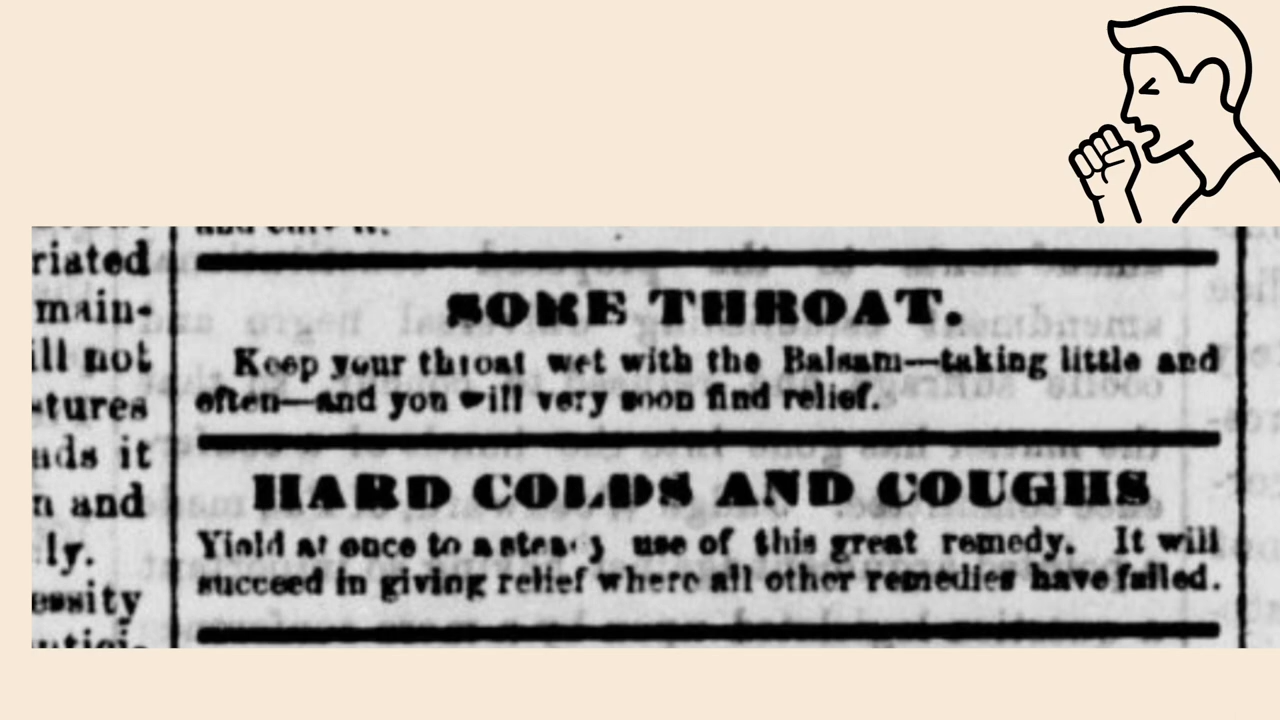 riated
main-
ill not
tures
ads it
n and
ly.
essity
SORE THROAT.
Keep your throat wet with the Balsam—taking little and
often—and you will very soon find relief.
HARD COLDS AND COUGHS
Yield at once to a steady use of this great remedy. It will
succeed in giving relief where all other remedies have failed.